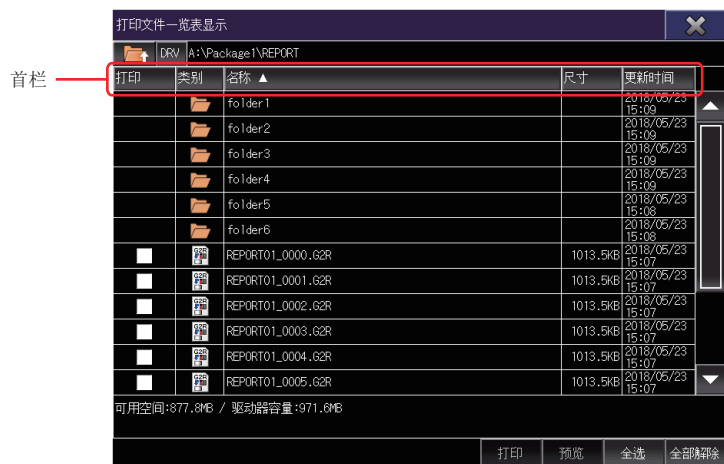 打印文件一览表显示
DRV A:\Package1\REPORT
首栏
打印 类别 名称 ▲ 尺寸 更新时间
folder1 2018/05/23 15:09
folder2 2018/05/23 15:09
folder3 2018/05/23 15:09
folder4 2018/05/23 15:09
folder5 2018/05/23 15:08
folder6 2018/05/23 15:08
G2R REPORT01_0000.G2R 1013.5KB 2018/05/23 15:07
G2R REPORT01_0001.G2R 1013.5KB 2018/05/23 15:07
G2R REPORT01_0002.G2R 1013.5KB 2018/05/23 15:07
G2R REPORT01_0003.G2R 1013.5KB 2018/05/23 15:07
G2R REPORT01_0004.G2R 1013.5KB 2018/05/23 15:07
G2R REPORT01_0005.G2R 1013.5KB 2018/05/23 15:07
可用空间:877.8MB / 驱动器容量:971.6MB
打印 预览 全选 全部解除